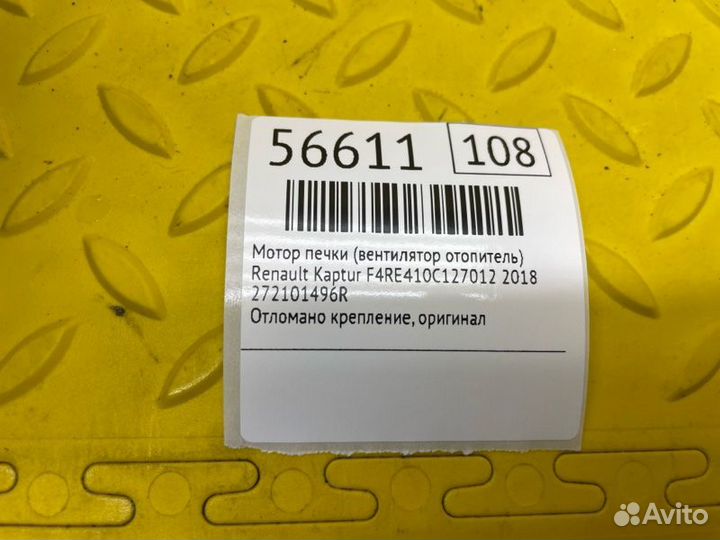 56611 108
Мотор печки (вентилятор отопитель)
Renault Kaptur F4RE410C127012 2018
272101496R
Отломано крепление, оригинал
Avito